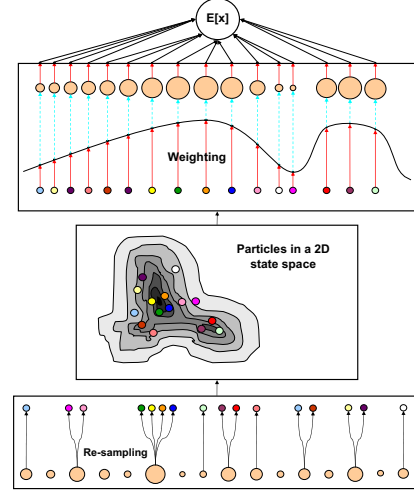 E[x]
Weighting
Particles in a 2D
state space
Re-sampling